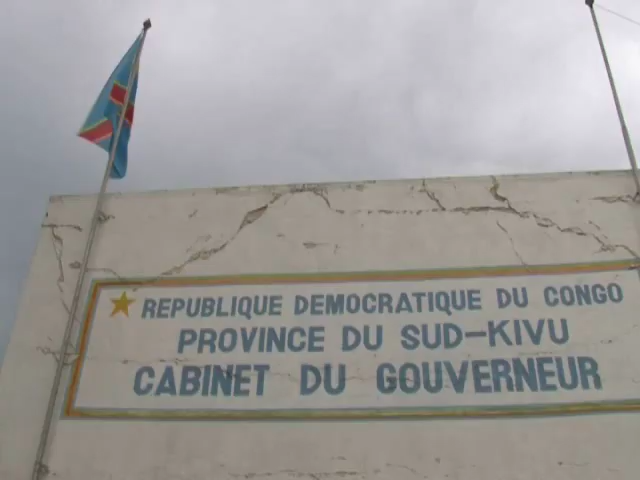 REPUBLIQUE DEMOCRATIQUE DU CONGO
PROVINCE DU SUD-KIVU
CABINET DU GOUVERNEUR